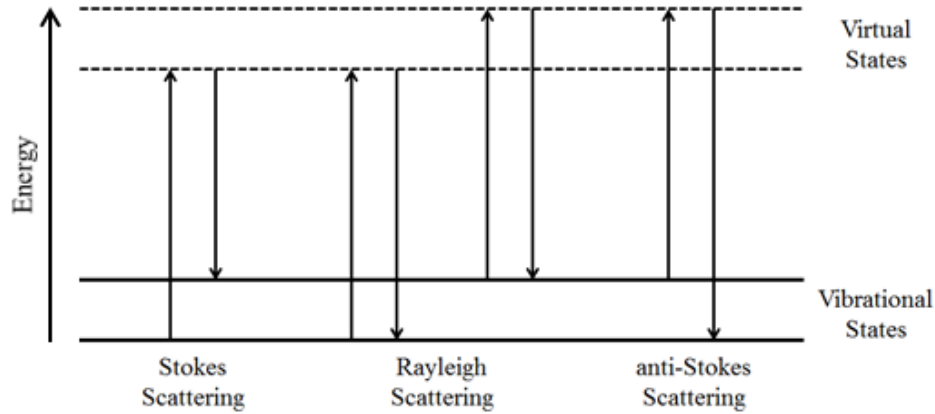 Virtual
States
Energy
Vibrational
States
Stokes
Scattering
Rayleigh
Scattering
anti-Stokes
Scattering